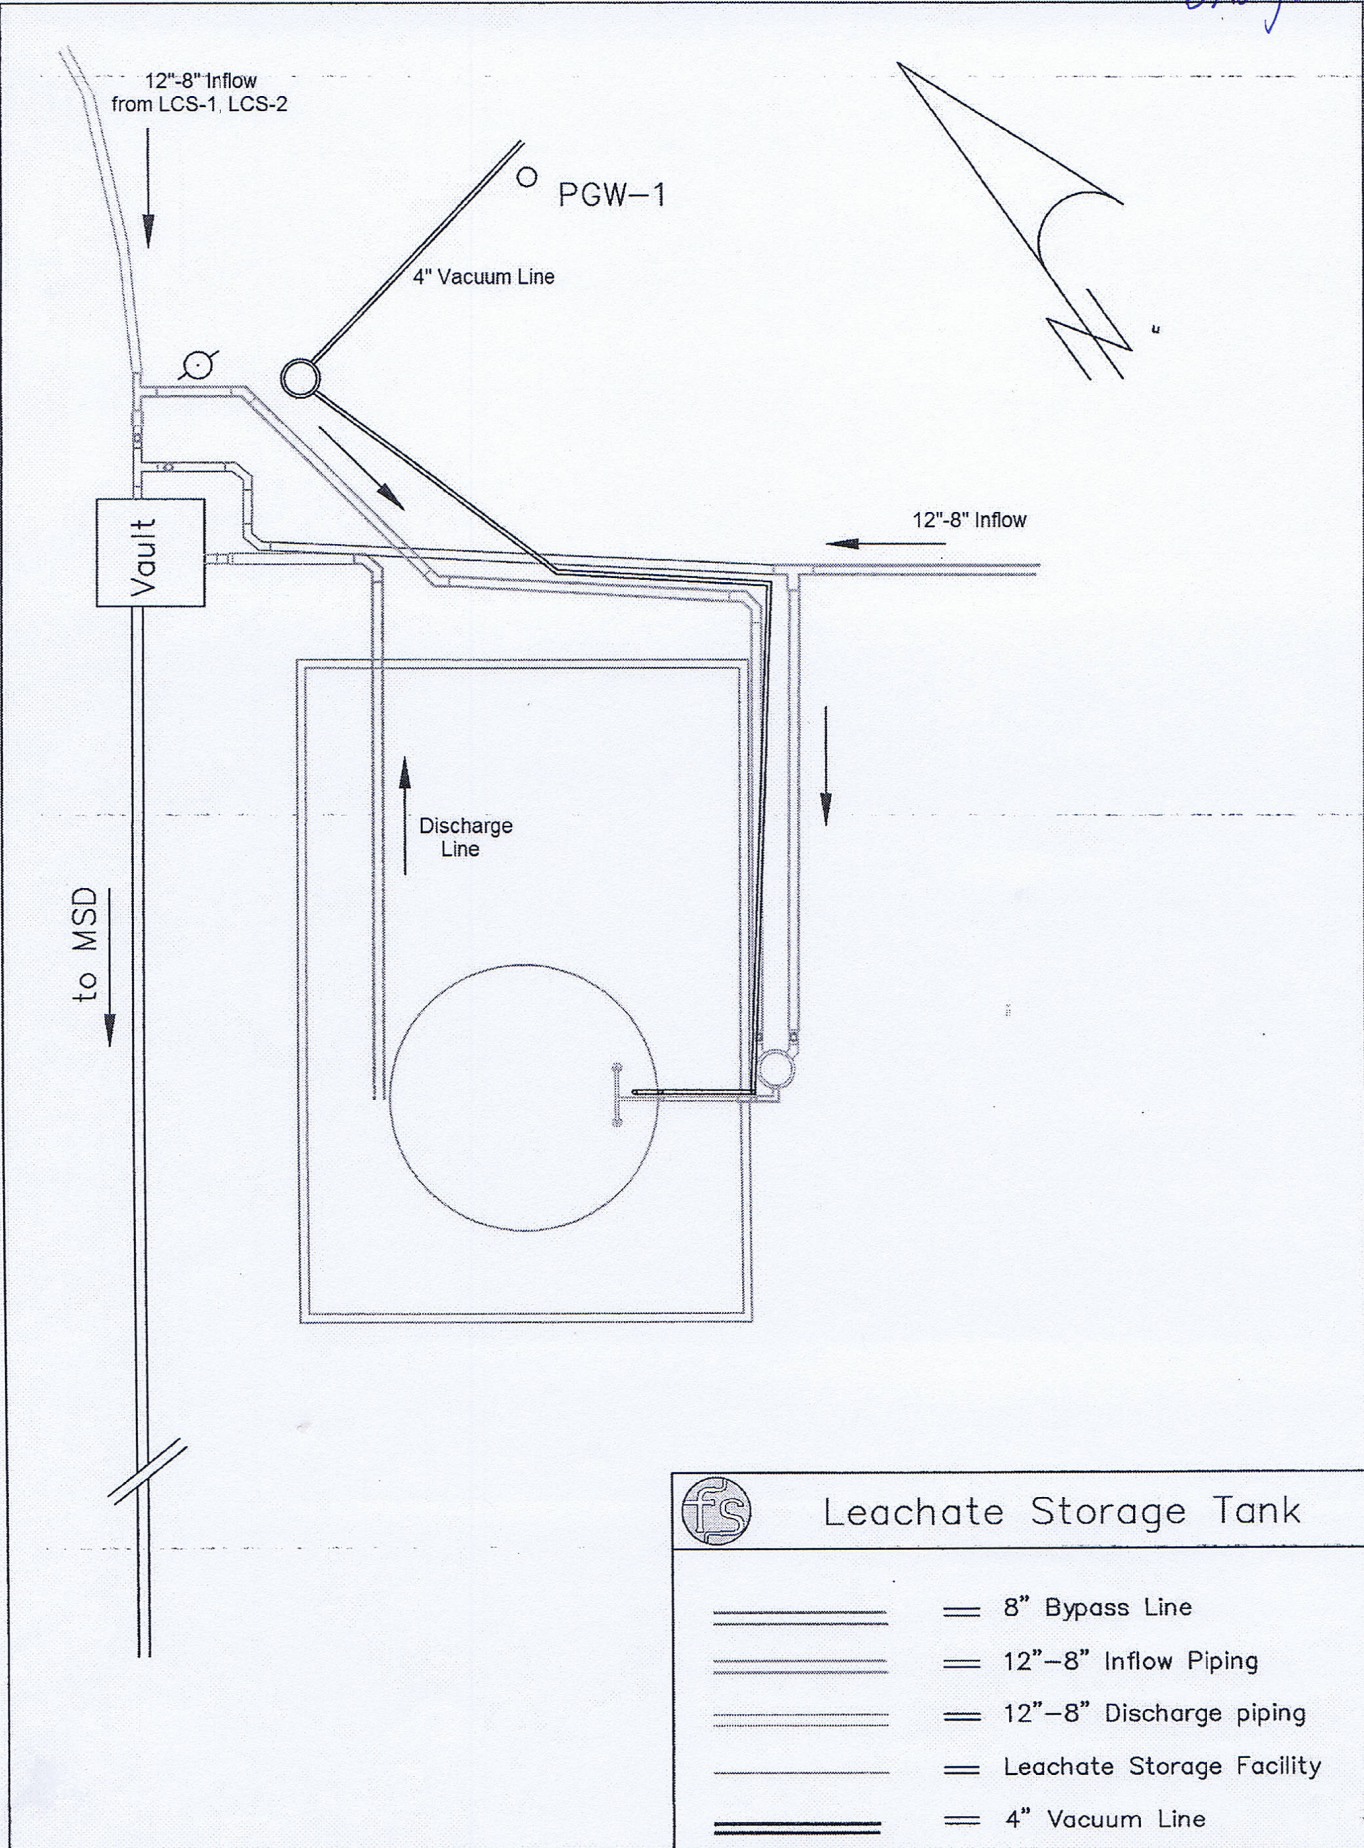 12"-8" Inflow
from LCS-1, LCS-2
PGW-1
4" Vacuum Line
N
12"-8" Inflow
Vault
Discharge
Line
to MSD
fs
Leachate Storage Tank
= 8” Bypass Line
= 12”-8” Inflow Piping
= 12”-8” Discharge piping
= Leachate Storage Facility
= 4” Vacuum Line